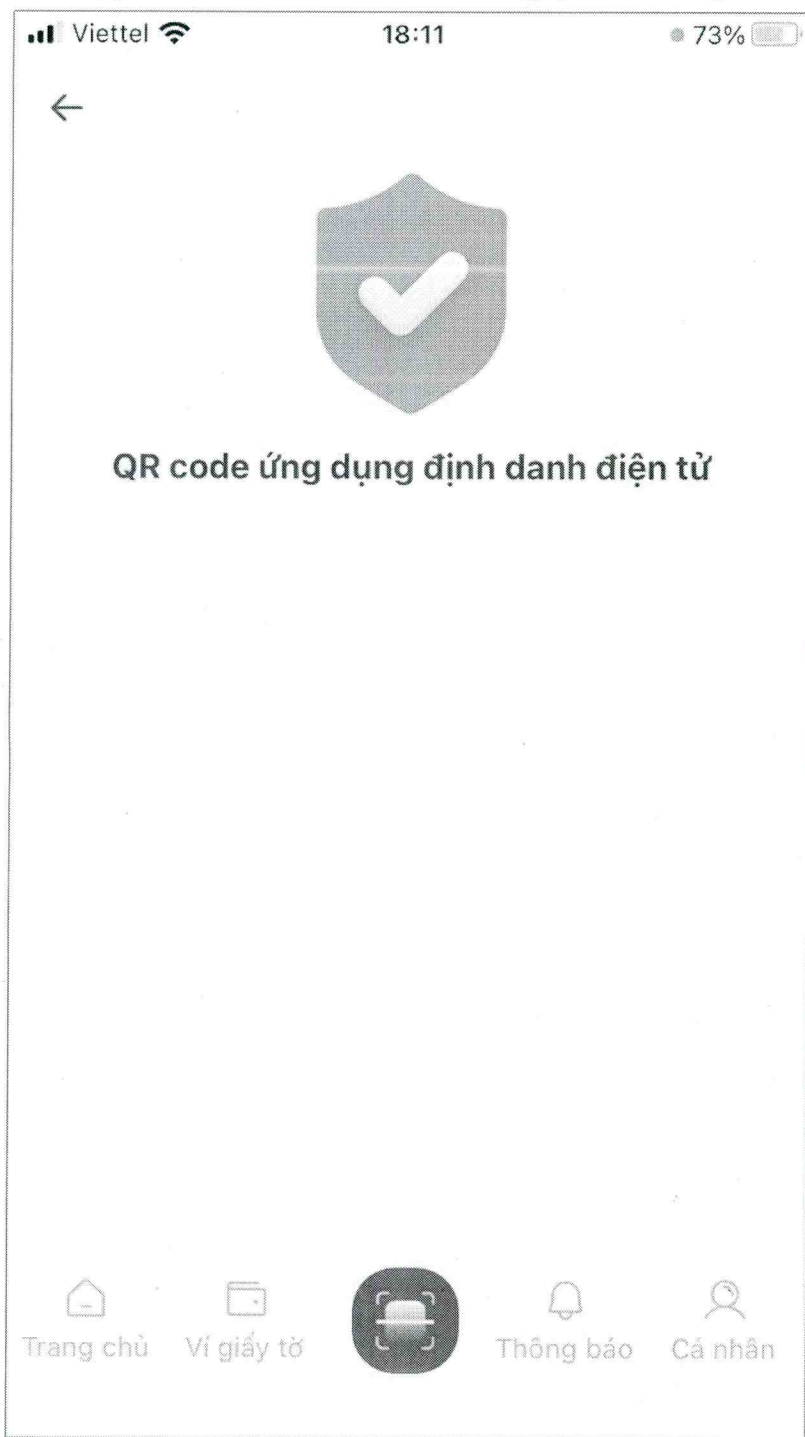 Viettel 18:11 73%
QR code ứng dụng định danh điện tử
Trang chủ Ví giấy tờ Thông báo Cá nhân